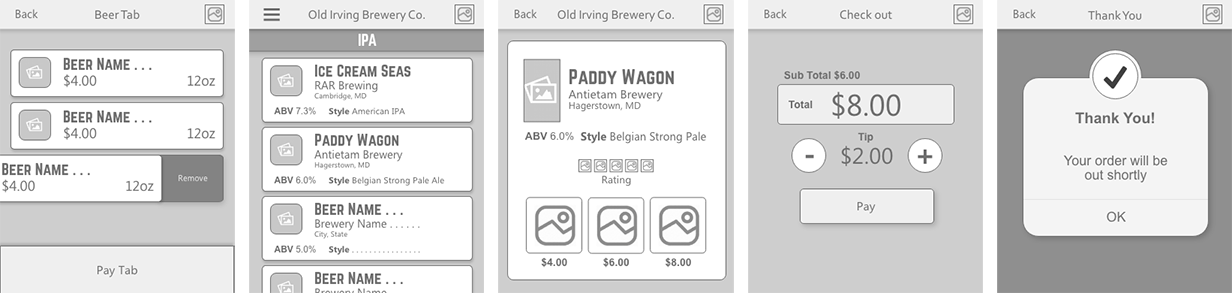 Back Beer Tab
BEER NAME . . .
$4.00 12oz
BEER NAME . . .
$4.00 12oz
BEER NAME . . .
$4.00 12oz
Remove
Pay Tab
Old Irving Brewery Co.
IPA
ICE CREAM SEAS
RAR Brewing
Cambridge, MD
ABV 7.3% Style American IPA
PADDY WAGON
Antietam Brewery
Hagerstown, MD
ABV 6.0% Style Belgian Strong Pale Ale
BEER NAME . . .
Brewery Name . . . . . .
City, State
ABV 5.0% Style . . . . . . . . . . . . . . . .
BEER NAME . . .
Brewery Name . . . . . .
Back Old Irving Brewery Co.
PADDY WAGON
Antietam Brewery
Hagerstown, MD
ABV 6.0% Style Belgian Strong Pale
Rating
$4.00 $6.00 $8.00
Back Check out
Sub Total $6.00
Total $8.00
Tip
- $2.00 +
Pay
Back Thank You
Thank You!
Your order will be
out shortly
OK